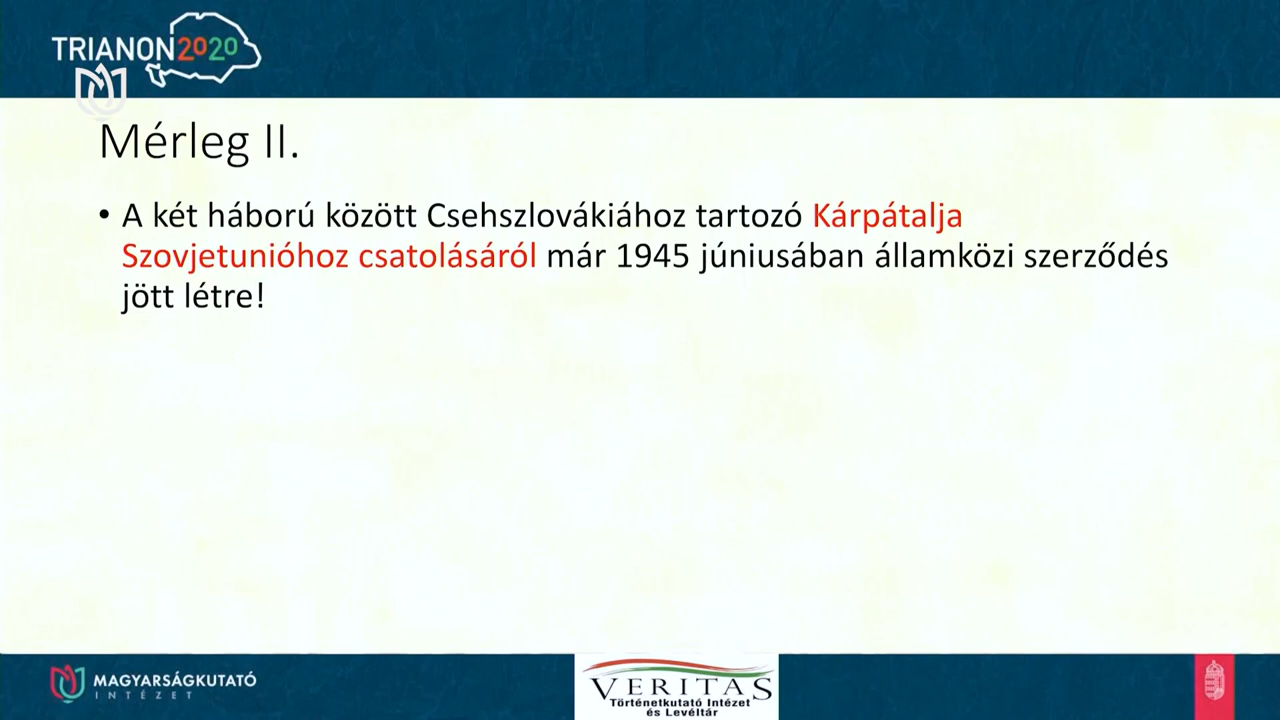 TRIANON2020
Mérleg II.
• A két háború között Csehszlovákiához tartozó Kárpátalja
Szovjetunióhoz csatolásáról már 1945 júniusában államközi szerződés
jött létre!
MAGYARSÁGKUTATÓ
INTÉZET
VERITAS
Történetkutató Intézet
és Levéltár